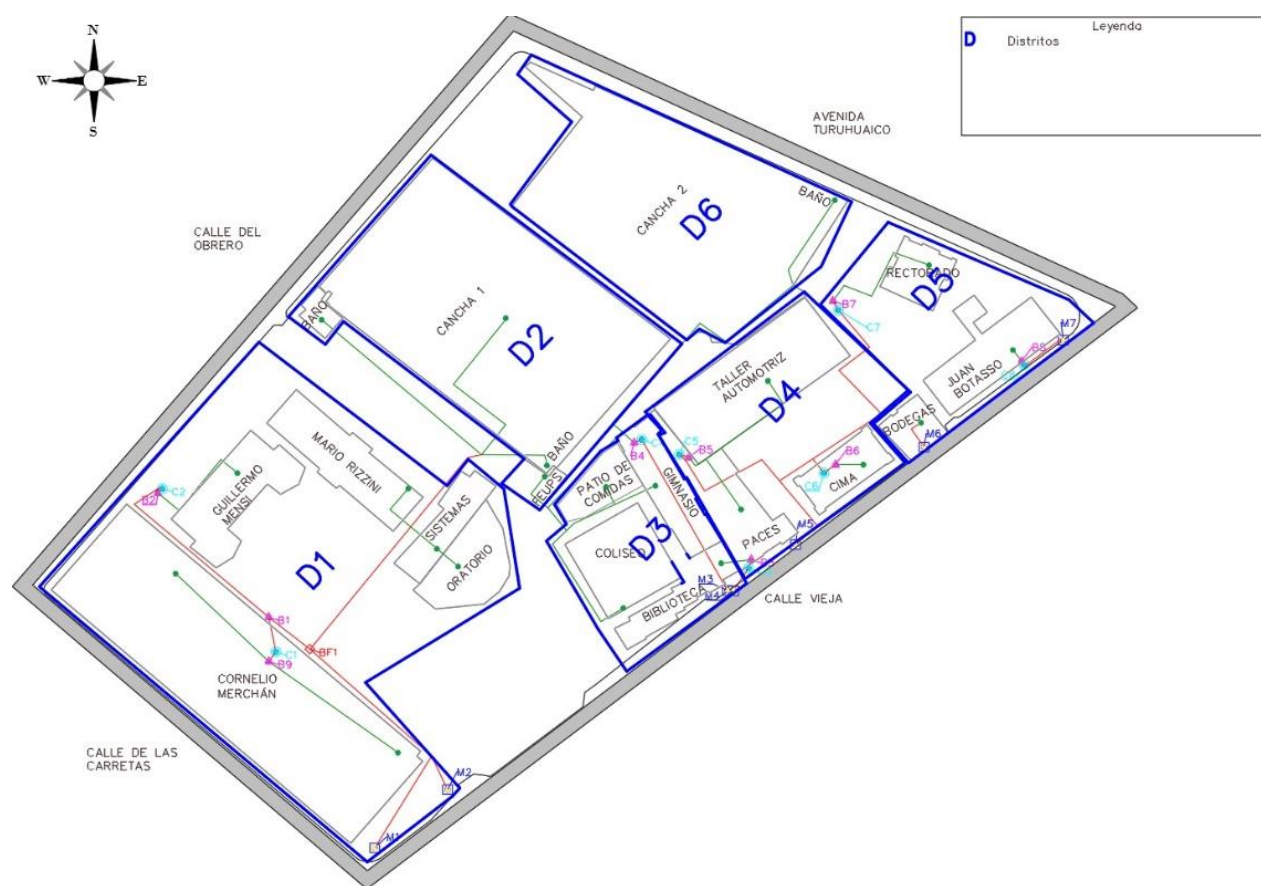 N
W
E
S
Leyenda
D
Distritos
AVENIDA
TURUHUAICO
CALLE DEL
OBRERO
BAÑO
CANCHA 2
D6
RECTORADO
D5
B7
C7
M7
B8
JUAN
BOTASSO
BAÑO
CANCHA 1
D2
TALLER
AUTOMOTRIZ
D4
BODEGAS
M6
C5
B5
B4
B6
C6
CIMA
BAÑO
FEUPS
PATIO DE
COMIDAS
GIMNASIO
D3
COLISEO
PACES
M5
M3
M4
BIBLIOTECA
CALLE VIEJA
MARIO RIZZINI
GUILLERMO
MENSI
SISTEMAS
ORATORIO
C2
B2
D1
B1
C1
B9
BF1
CORNELIO
MERCHÁN
CALLE DE LAS
CARRETAS
M2
M1